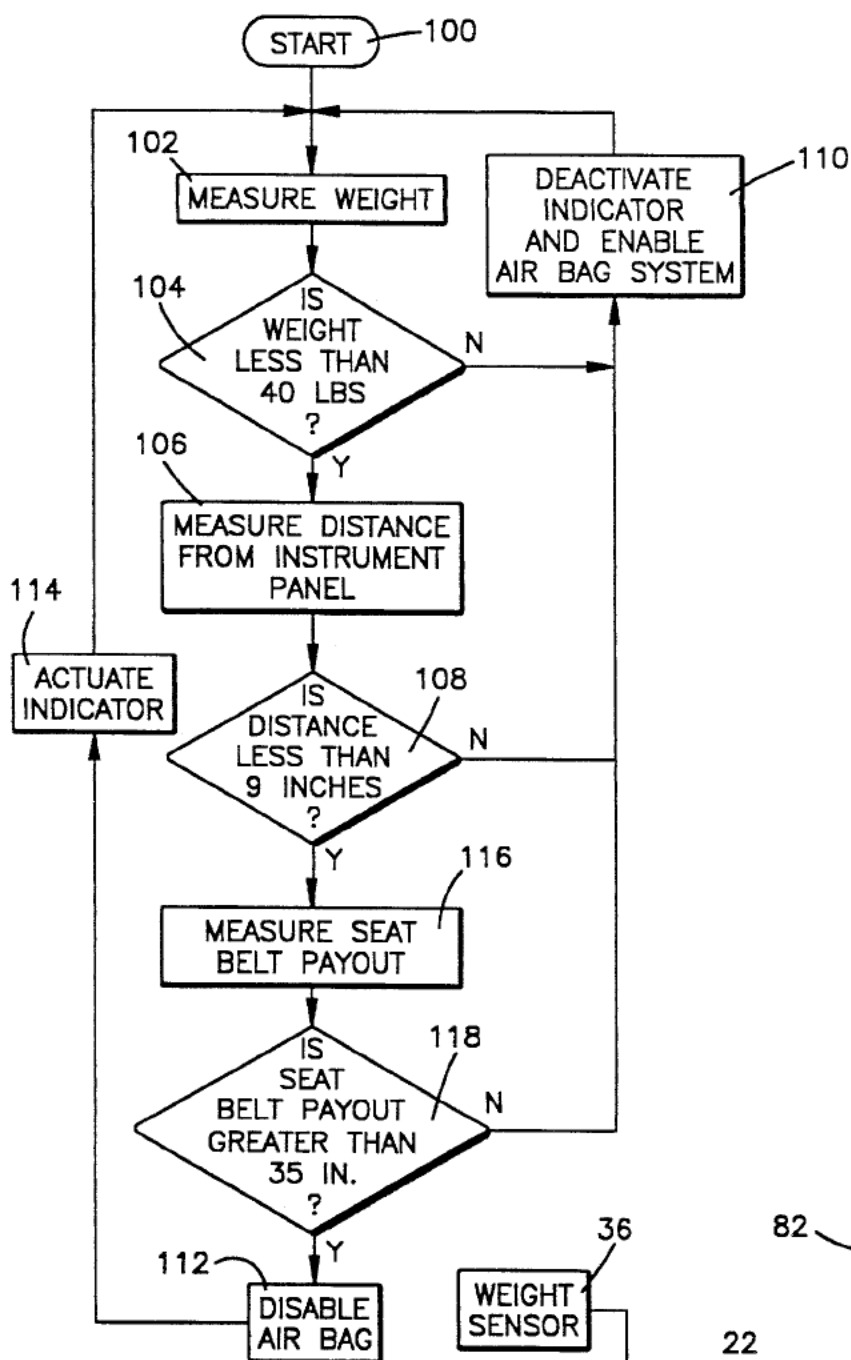 START
100
102
MEASURE WEIGHT
DEACTIVATE
INDICATOR
AND ENABLE
AIR BAG SYSTEM
110
104
IS
WEIGHT
LESS THAN
40 LBS
?
N
Y
106
MEASURE DISTANCE
FROM INSTRUMENT
PANEL
114
ACTUATE
INDICATOR
IS
DISTANCE
LESS THAN
9 INCHES
?
108
N
Y
116
MEASURE SEAT
BELT PAYOUT
IS
SEAT
BELT PAYOUT
GREATER THAN
35 IN.
?
118
N
Y
112
DISABLE
AIR BAG
36
WEIGHT
SENSOR
82
22